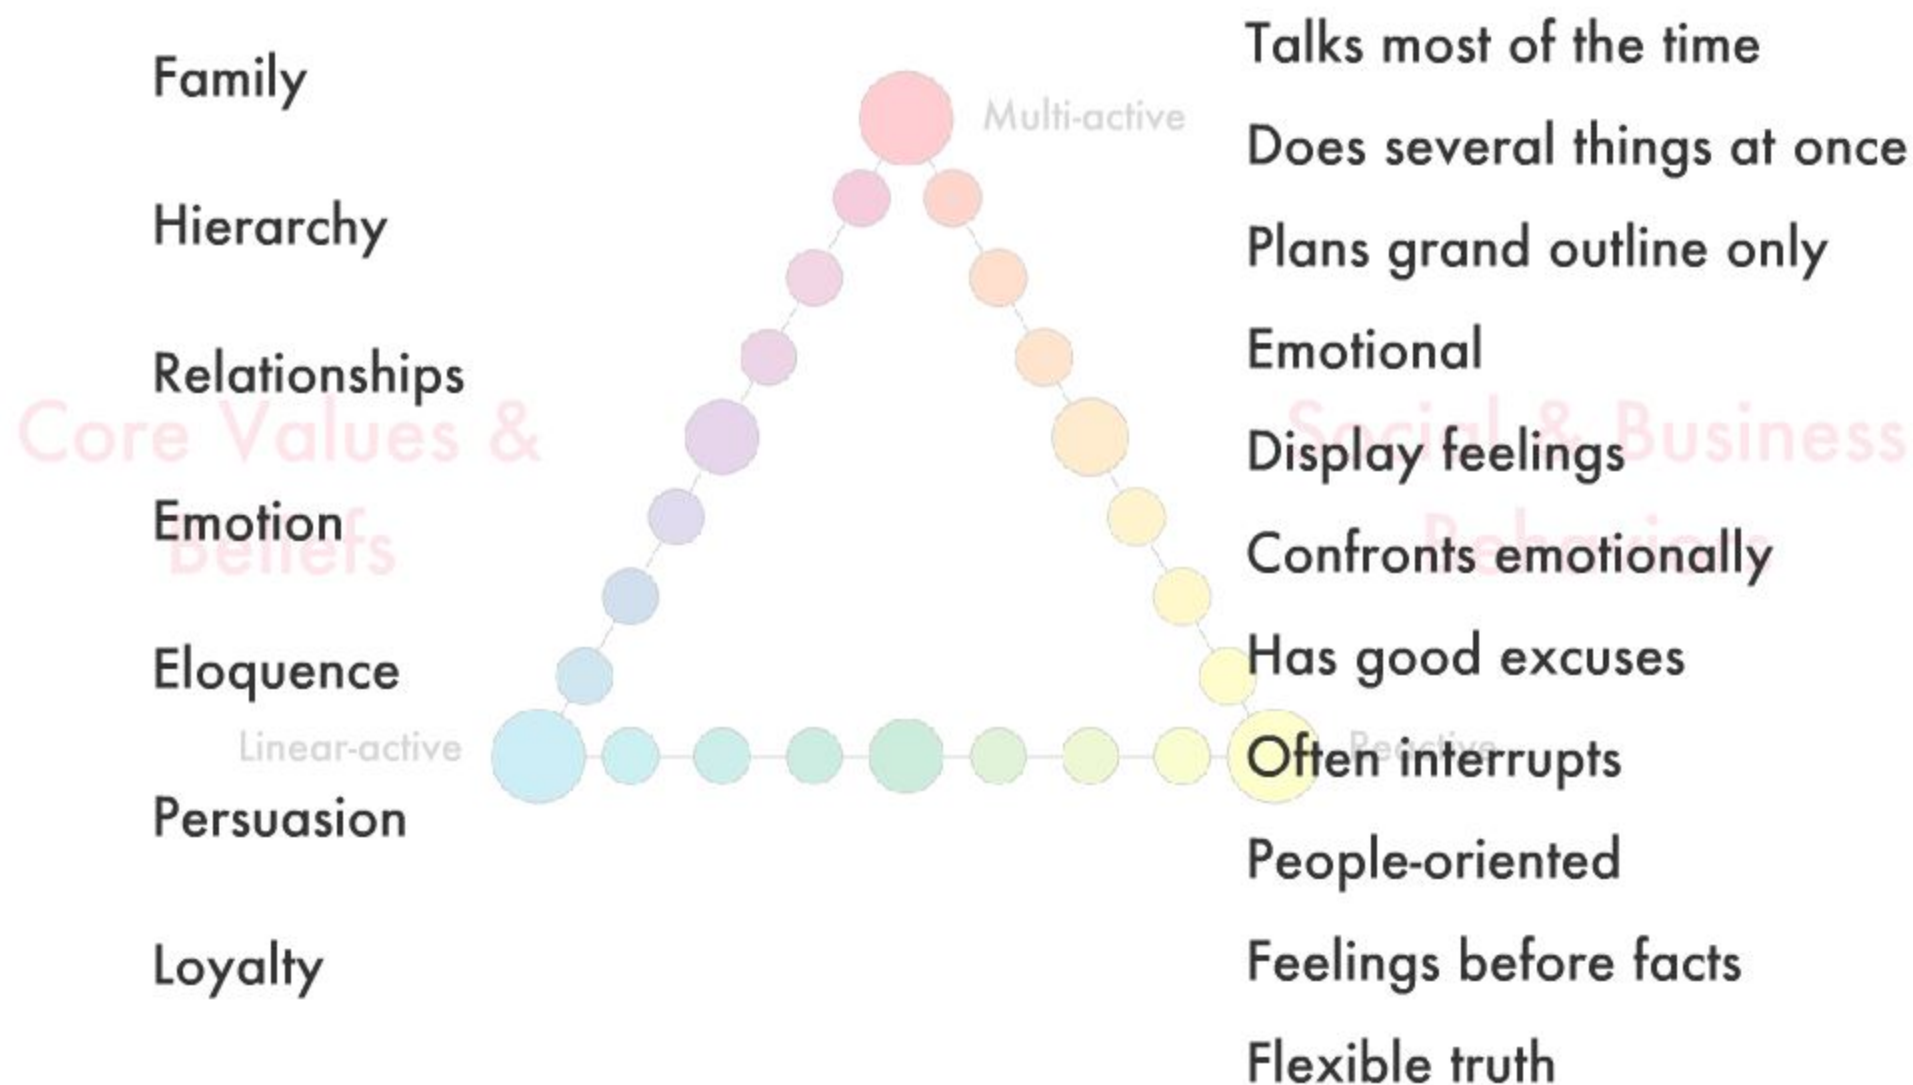 Family
Hierarchy
Relationships
Emotion
Eloquence
Persuasion
Loyalty
Core Values &
Beliefs
Multi-active
Linear-active
Reactive
Social & Business
Behaviors
Talks most of the time
Does several things at once
Plans grand outline only
Emotional
Display feelings
Confronts emotionally
Has good excuses
Often interrupts
People-oriented
Feelings before facts
Flexible truth